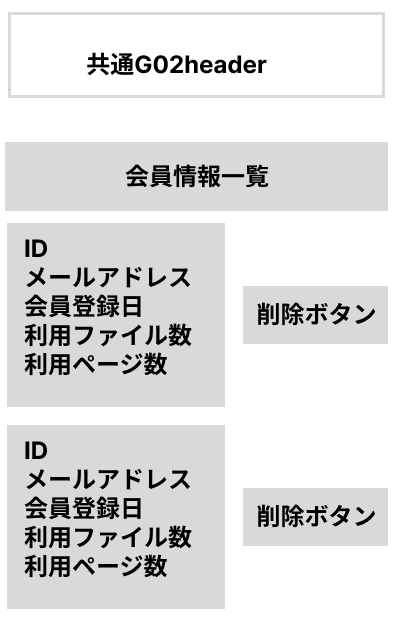 共通G02header
会員情報一覧
ID
メールアドレス
会員登録日
利用ファイル数
利用ページ数
削除ボタン
ID
メールアドレス
会員登録日
利用ファイル数
利用ページ数
削除ボタン